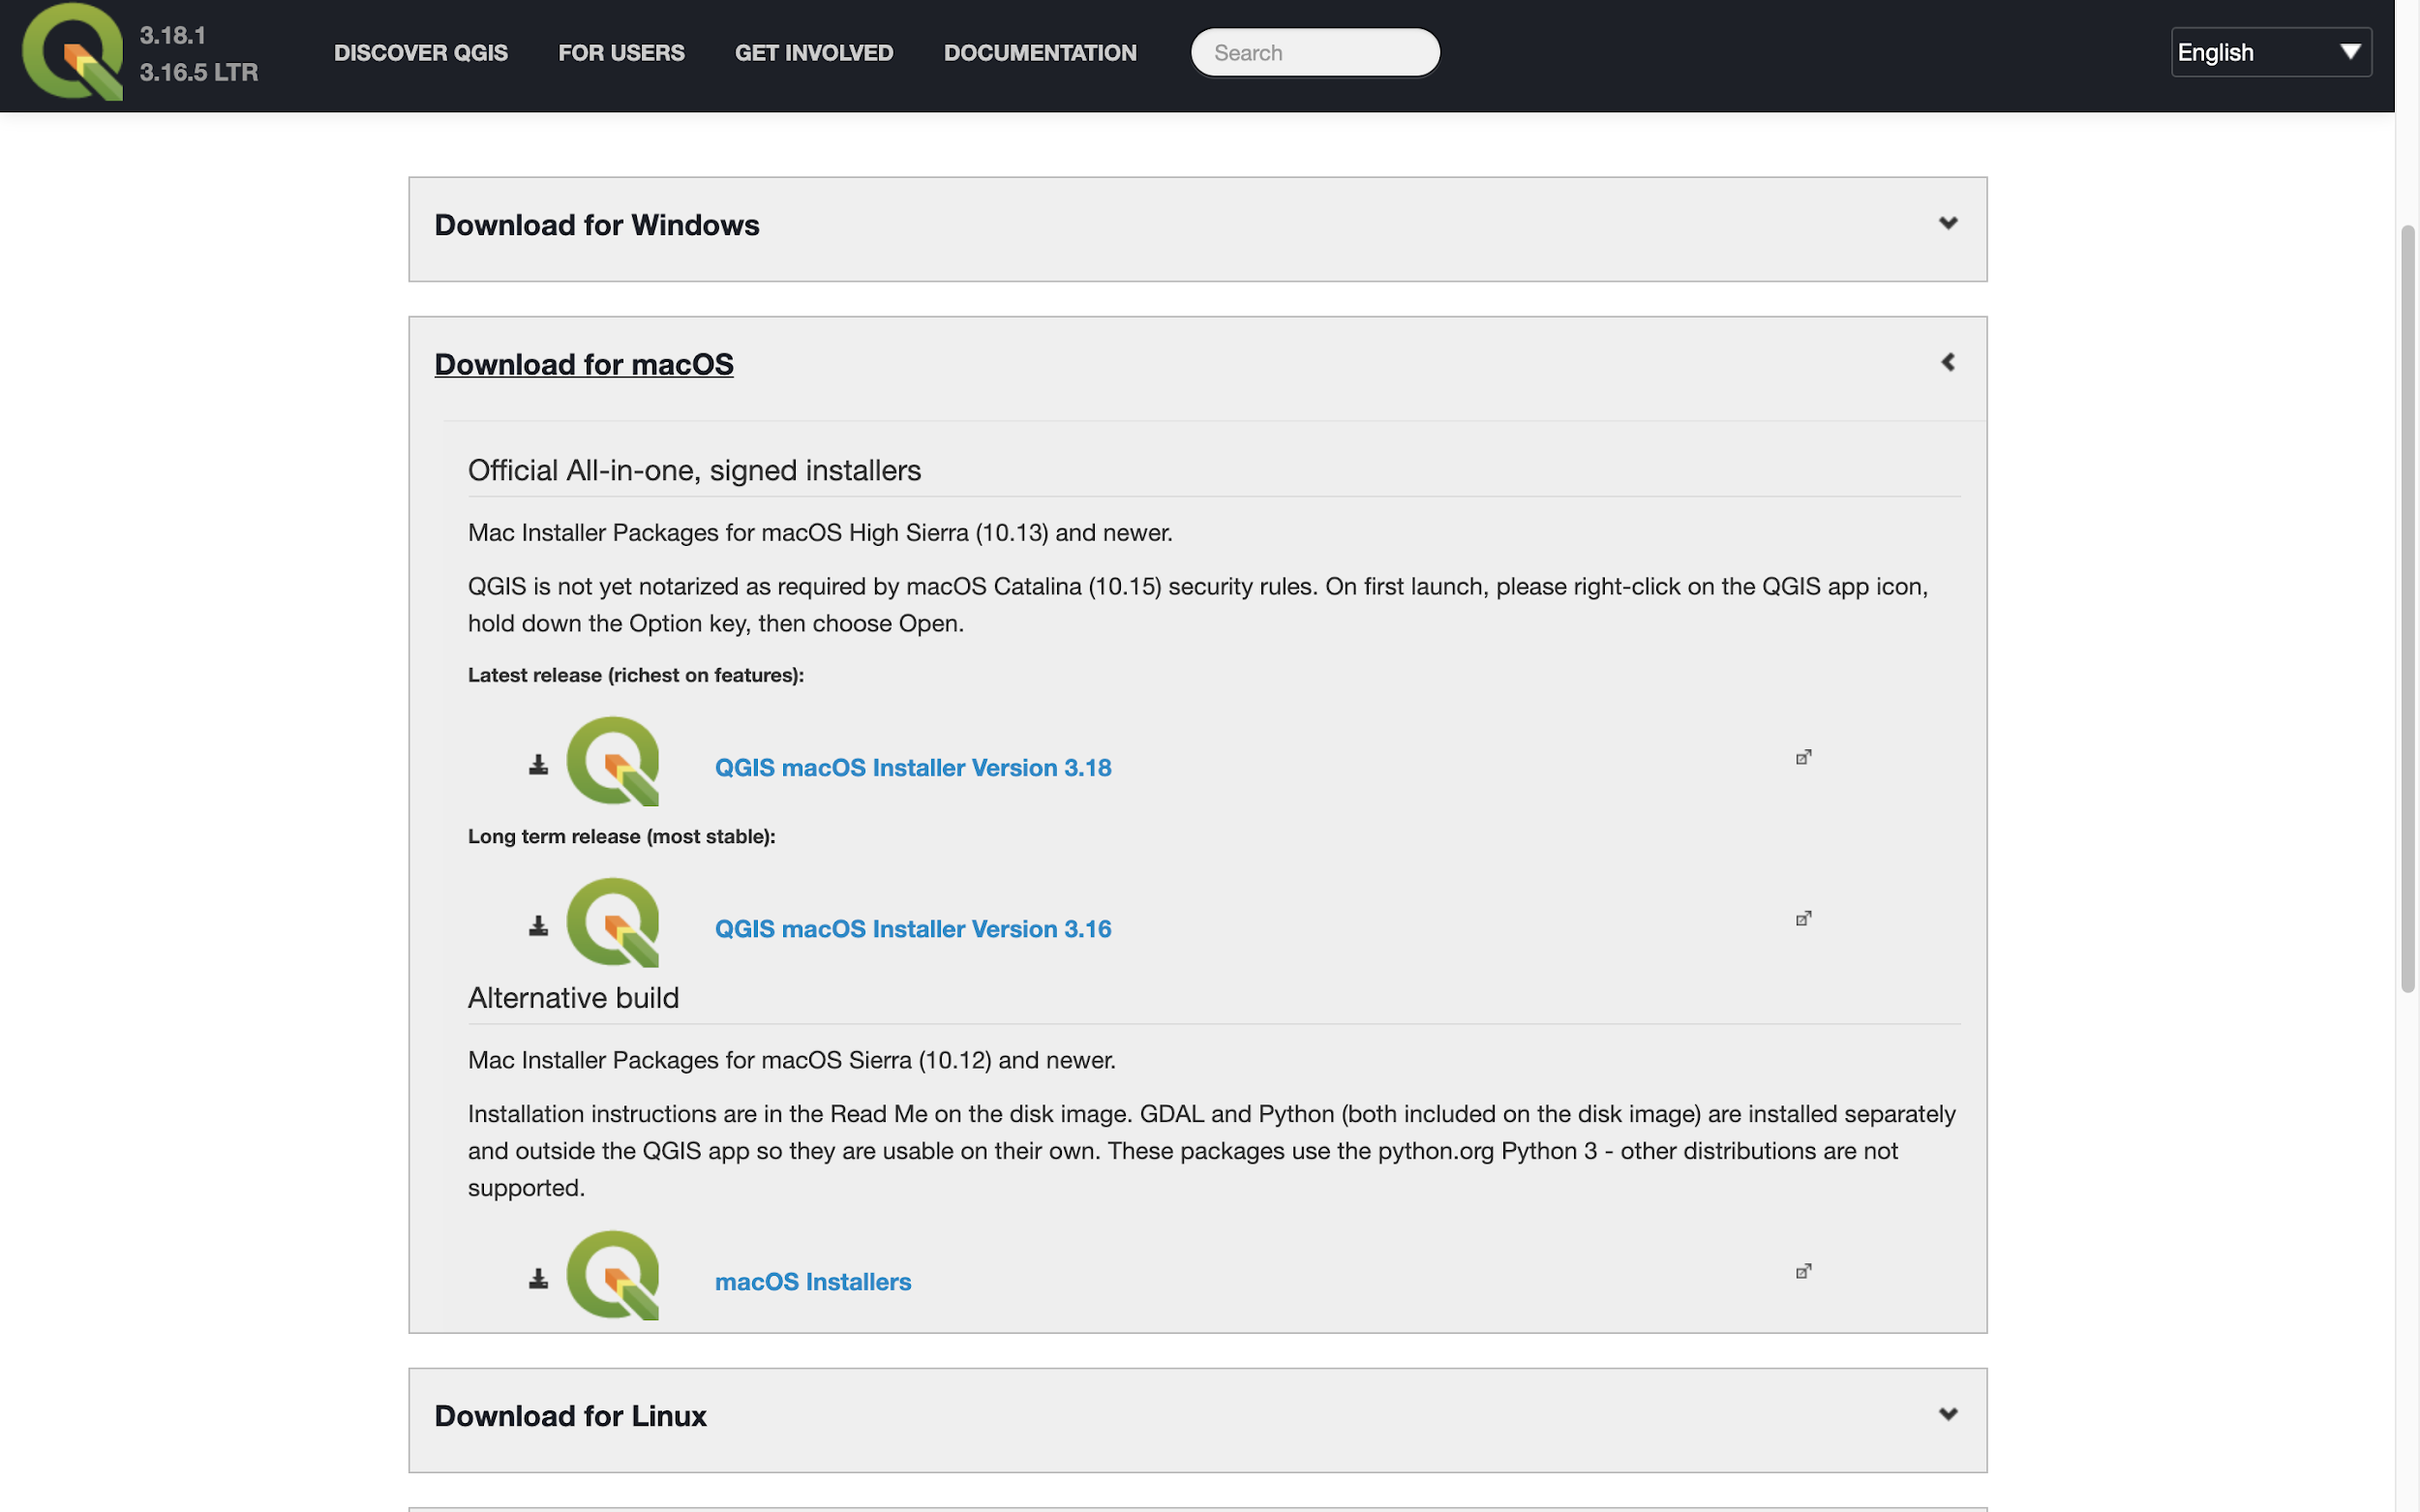 3.18.1
3.16.5 LTR
DISCOVER QGIS
FOR USERS
GET INVOLVED
DOCUMENTATION
Search
English
Download for Windows
Download for macOS
Official All-in-one, signed installers
Mac Installer Packages for macOS High Sierra (10.13) and newer.
QGIS is not yet notarized as required by macOS Catalina (10.15) security rules. On first launch, please right-click on the QGIS app icon,
hold down the Option key, then choose Open.
Latest release (richest on features):
QGIS macOS Installer Version 3.18
Long term release (most stable):
QGIS macOS Installer Version 3.16
Alternative build
Mac Installer Packages for macOS Sierra (10.12) and newer.
Installation instructions are in the Read Me on the disk image. GDAL and Python (both included on the disk image) are installed separately
and outside the QGIS app so they are usable on their own. These packages use the python.org Python 3 - other distributions are not
supported.
macOS Installers
Download for Linux